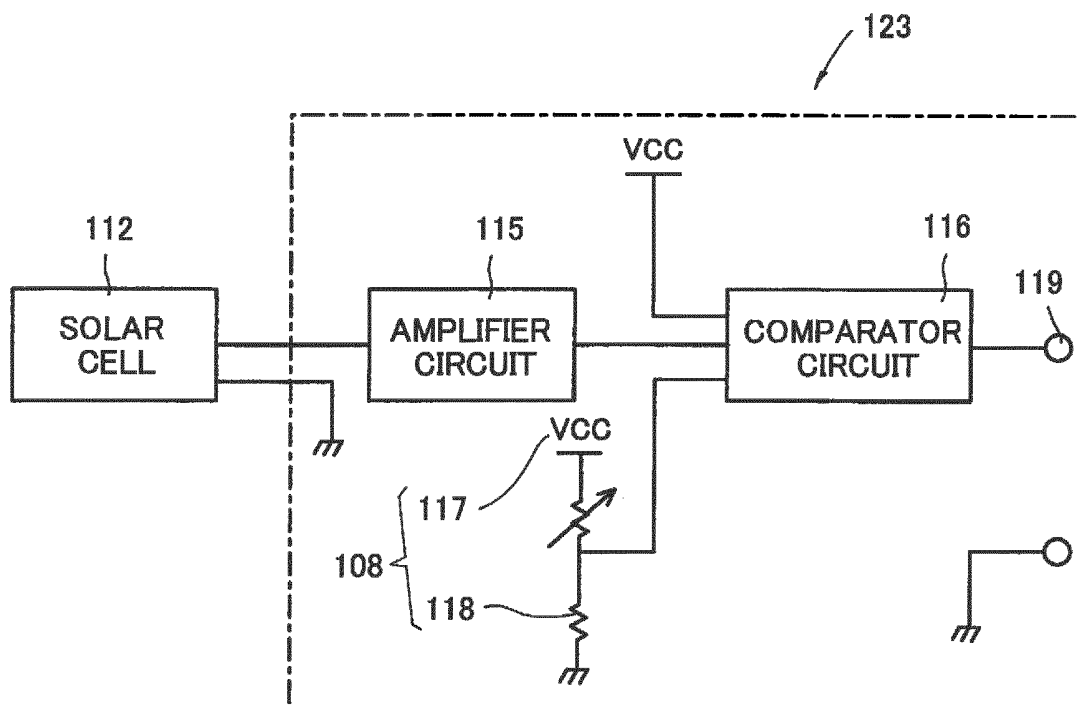 123
VCC
112
115
116
119
SOLAR
CELL
AMPLIFIER
CIRCUIT
COMPARATOR
CIRCUIT
VCC
117
108
118